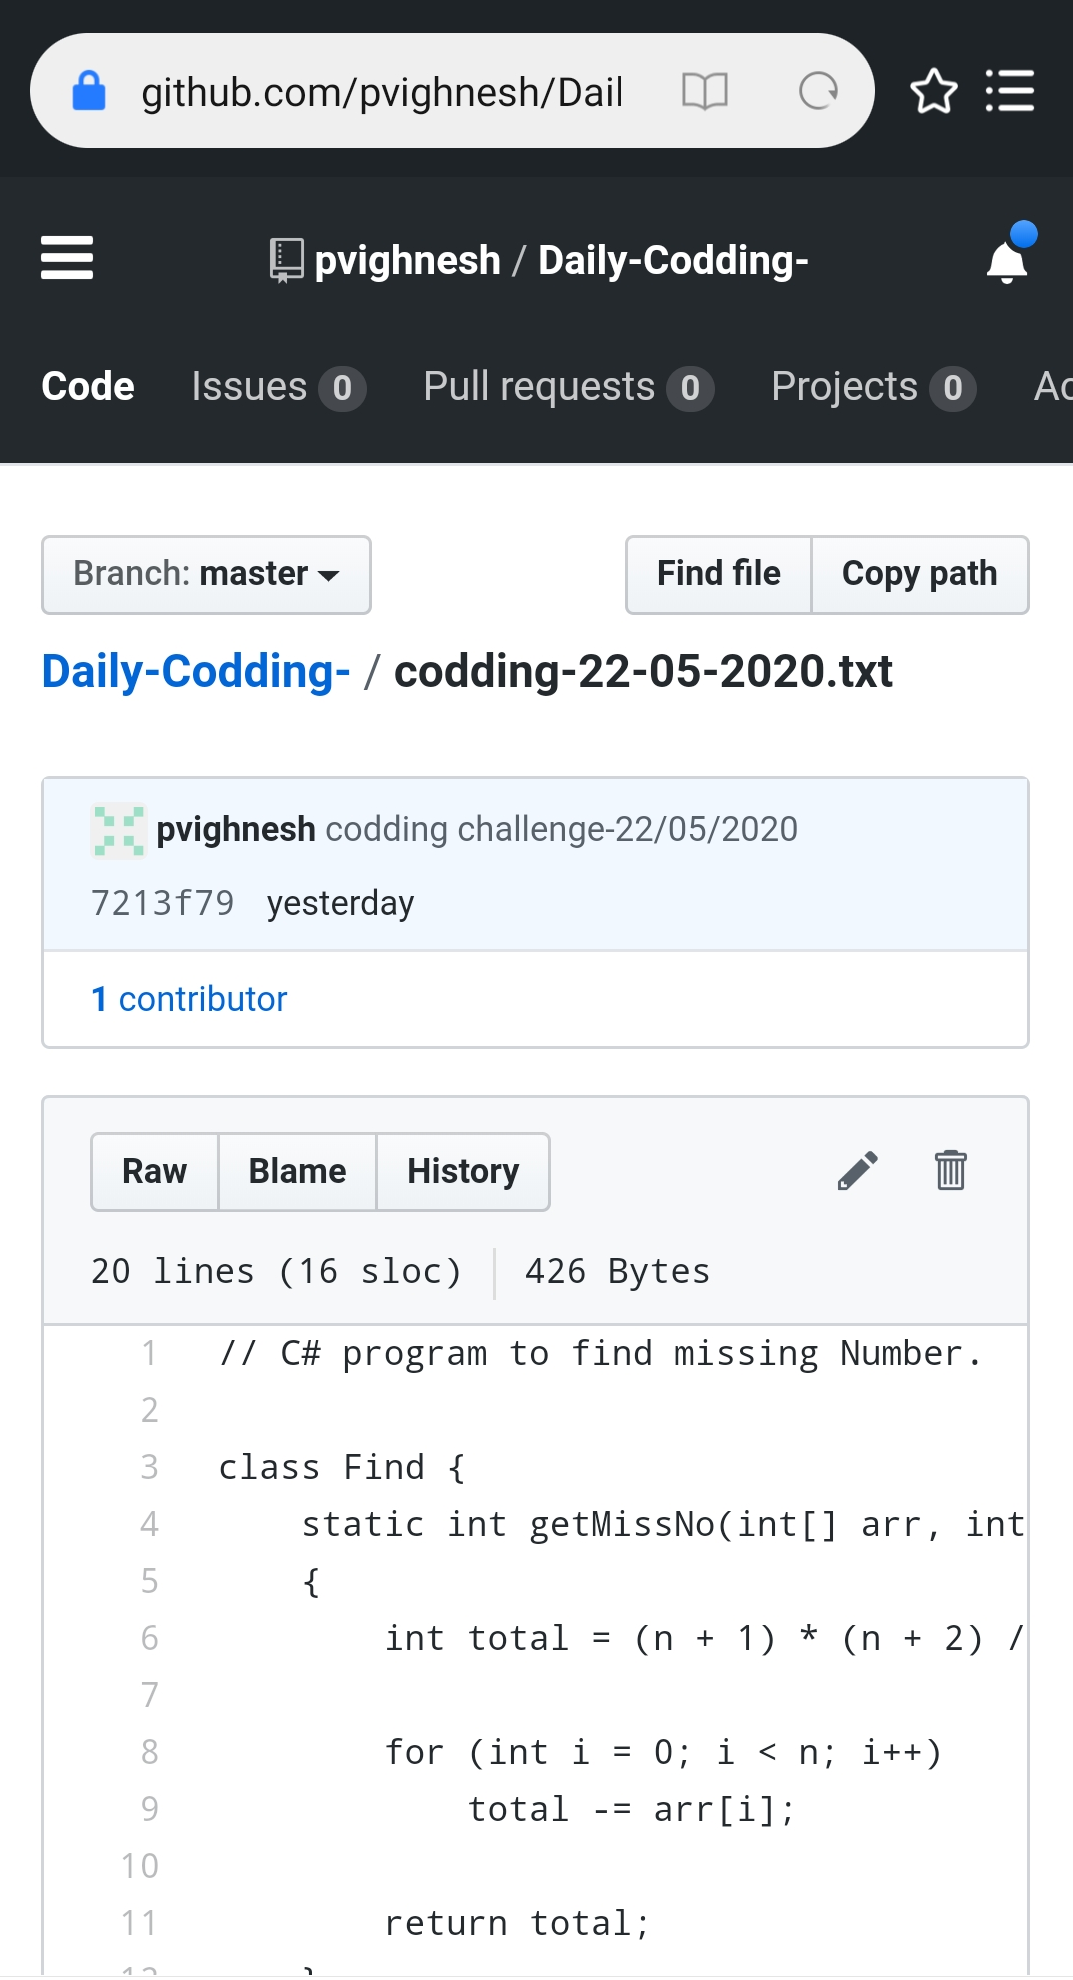 github.com/pvighnesh/Dail
pvighnesh / Daily-Codding-
Code Issues 0 Pull requests 0 Projects 0 Ac
Branch: master Find file Copy path
Daily-Codding- / codding-22-05-2020.txt
pvighnesh codding challenge-22/05/2020
7213f79 yesterday
1 contributor
Raw Blame History
20 lines (16 sloc) 426 Bytes
1 // C# program to find missing Number.
2
3 class Find {
4 static int getMissNo(int[] arr, int
5 {
6 int total = (n + 1) * (n + 2) /
7
8 for (int i = 0; i < n; i++)
9 total -= arr[i];
10
11 return total;
12 }